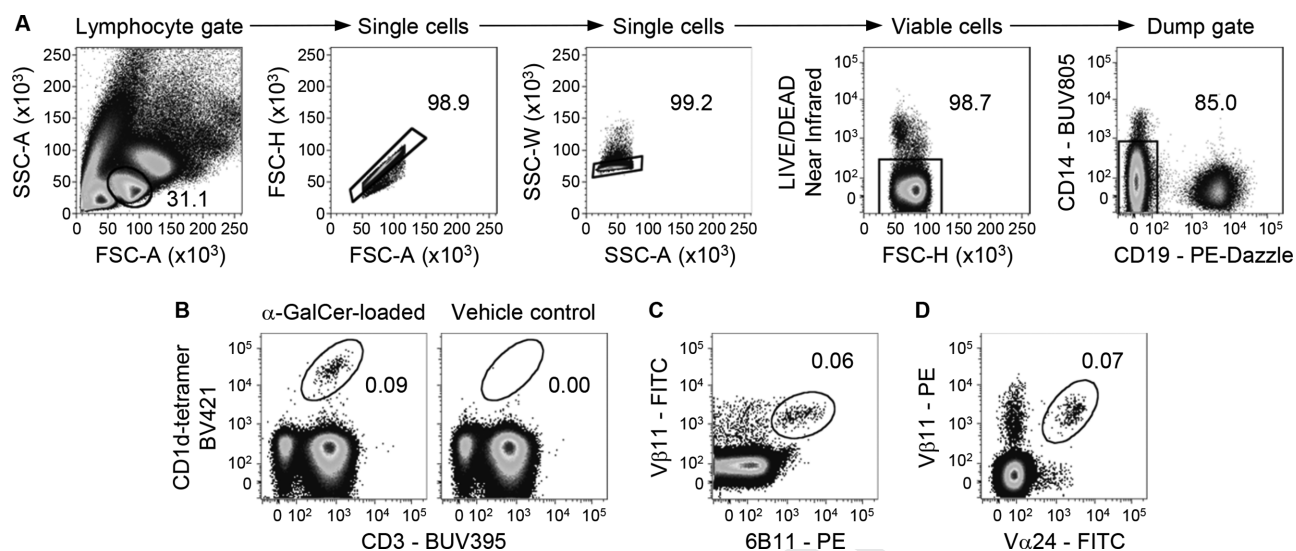 A
Lymphocyte gate
Single cells
Single cells
Viable cells
Dump gate
SSC-A (x10³)
250
200
150
100
50
0
31.1
0 50 100 150 200 250
FSC-A (x10³)
FSC-H (x10³)
250
200
150
100
50
0
98.9
0 50 100 150 200 250
FSC-A (x10³)
SSC-W (x10³)
250
200
150
100
50
0
99.2
0 50 100 150 200 250
SSC-A (x10³)
LIVE/DEAD
Near Infrared
10⁵
10⁴
10³
10²
0
98.7
0 50 100 150 200 250
FSC-H (x10³)
CD14 - BUV805
10⁵
10⁴
10³
10²
0
85.0
0 10² 10³ 10⁴ 10⁵
CD19 - PE-Dazzle
B
α-GalCer-loaded
Vehicle control
CD1d-tetramer
BV421
10⁵
10⁴
10³
10²
0
0.09
0.00
0 10² 10³ 10⁴ 10⁵
0 10² 10³ 10⁴ 10⁵
CD3 - BUV395
C
Vβ11 - FITC
10⁵
10⁴
10³
10²
0
0.06
0 10² 10³ 10⁴ 10⁵
6B11 - PE
D
Vβ11 - PE
10⁵
10⁴
10³
10²
0
0.07
0 10² 10³ 10⁴ 10⁵
Vα24 - FITC